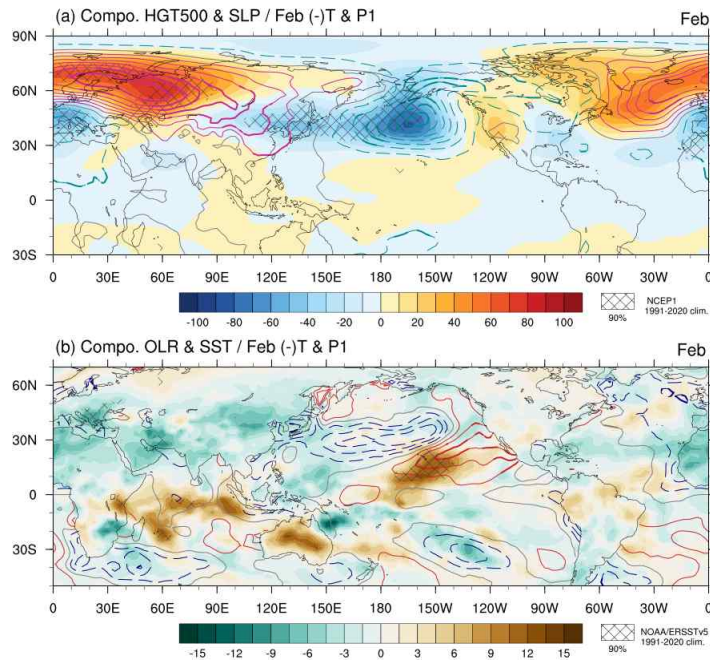 (a) Compo. HGT500 & SLP / Feb (-)T & P1 Feb
90N
60N
30N
0
30S
0 30E 60E 90E 120E 150E 180 150W 120W 90W 60W 30W 0
-100 -80 -60 -40 -20 0 20 40 60 80 100
90%
NCEP1
1991-2020 clim.
(b) Compo. OLR & SST / Feb (-)T & P1 Feb
60N
30N
0
30S
0 30E 60E 90E 120E 150E 180 150W 120W 90W 60W 30W 0
-15 -12 -9 -6 -3 0 3 6 9 12 15
90%
NOAA/ERSSTv5
1991-2020 clim.